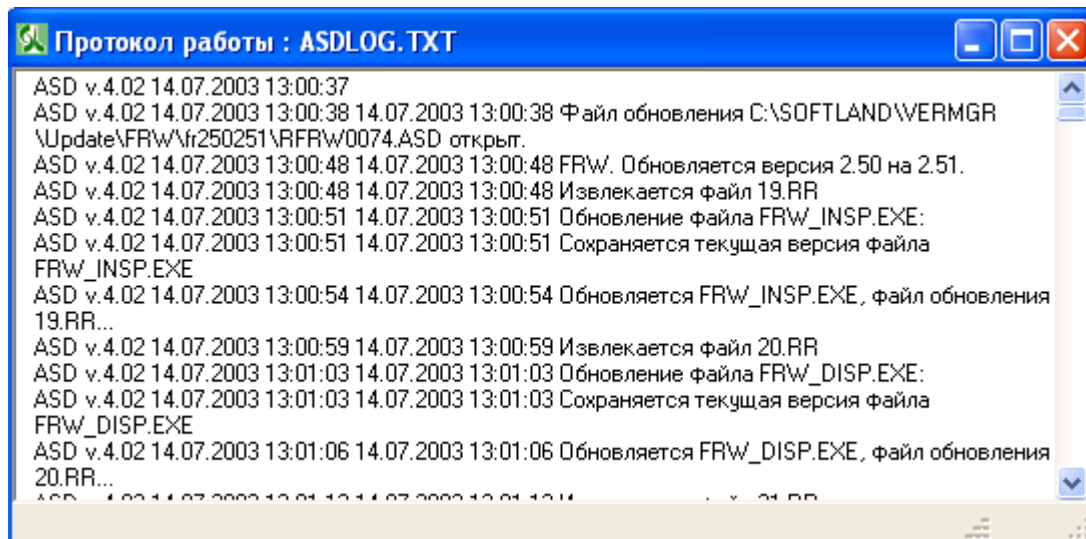 Протокол работы : ASDLOG.TXT
ASD v.4.02 14.07.2003 13:00:37
ASD v.4.02 14.07.2003 13:00:38 14.07.2003 13:00:38 Файл обновления C:\SOFTLAND\VERMGR
\Update\FRW\fr250251\RFRW0074.ASD открыт.
ASD v.4.02 14.07.2003 13:00:48 14.07.2003 13:00:48 FRW. Обновляется версия 2.50 на 2.51.
ASD v.4.02 14.07.2003 13:00:48 14.07.2003 13:00:48 Извлекается файл 19.RR
ASD v.4.02 14.07.2003 13:00:51 14.07.2003 13:00:51 Обновление файла FRW_INSP.EXE:
ASD v.4.02 14.07.2003 13:00:51 14.07.2003 13:00:51 Сохраняется текущая версия файла
FRW_INSP.EXE
ASD v.4.02 14.07.2003 13:00:54 14.07.2003 13:00:54 Обновляется FRW_INSP.EXE, файл обновления
19.RR...
ASD v.4.02 14.07.2003 13:00:59 14.07.2003 13:00:59 Извлекается файл 20.RR
ASD v.4.02 14.07.2003 13:01:03 14.07.2003 13:01:03 Обновление файла FRW_DISP.EXE:
ASD v.4.02 14.07.2003 13:01:03 14.07.2003 13:01:03 Сохраняется текущая версия файла
FRW_DISP.EXE
ASD v.4.02 14.07.2003 13:01:06 14.07.2003 13:01:06 Обновляется FRW_DISP.EXE, файл обновления
20.RR...